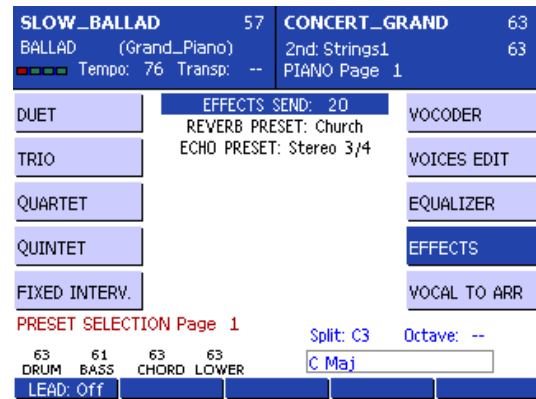 SLOW_BALLAD 57 CONCERT_GRAND 63
BALLAD (Grand_Piano) 2nd: Strings1 63
Tempo: 76 Transp: -- PIANO Page 1
EFFECTS SEND: 20
DUET VOCODER
REVERB PRESET: Church
ECHO PRESET: Stereo 3/4
TRIO VOICES EDIT
QUARTET EQUALIZER
QUINTET EFFECTS
FIXED INTERV. VOCAL TO ARR
PRESET SELECTION Page 1
Split: C3 Octave: --
63 61 63 63
DRUM BASS CHORD LOWER
C Maj
LEAD: Off